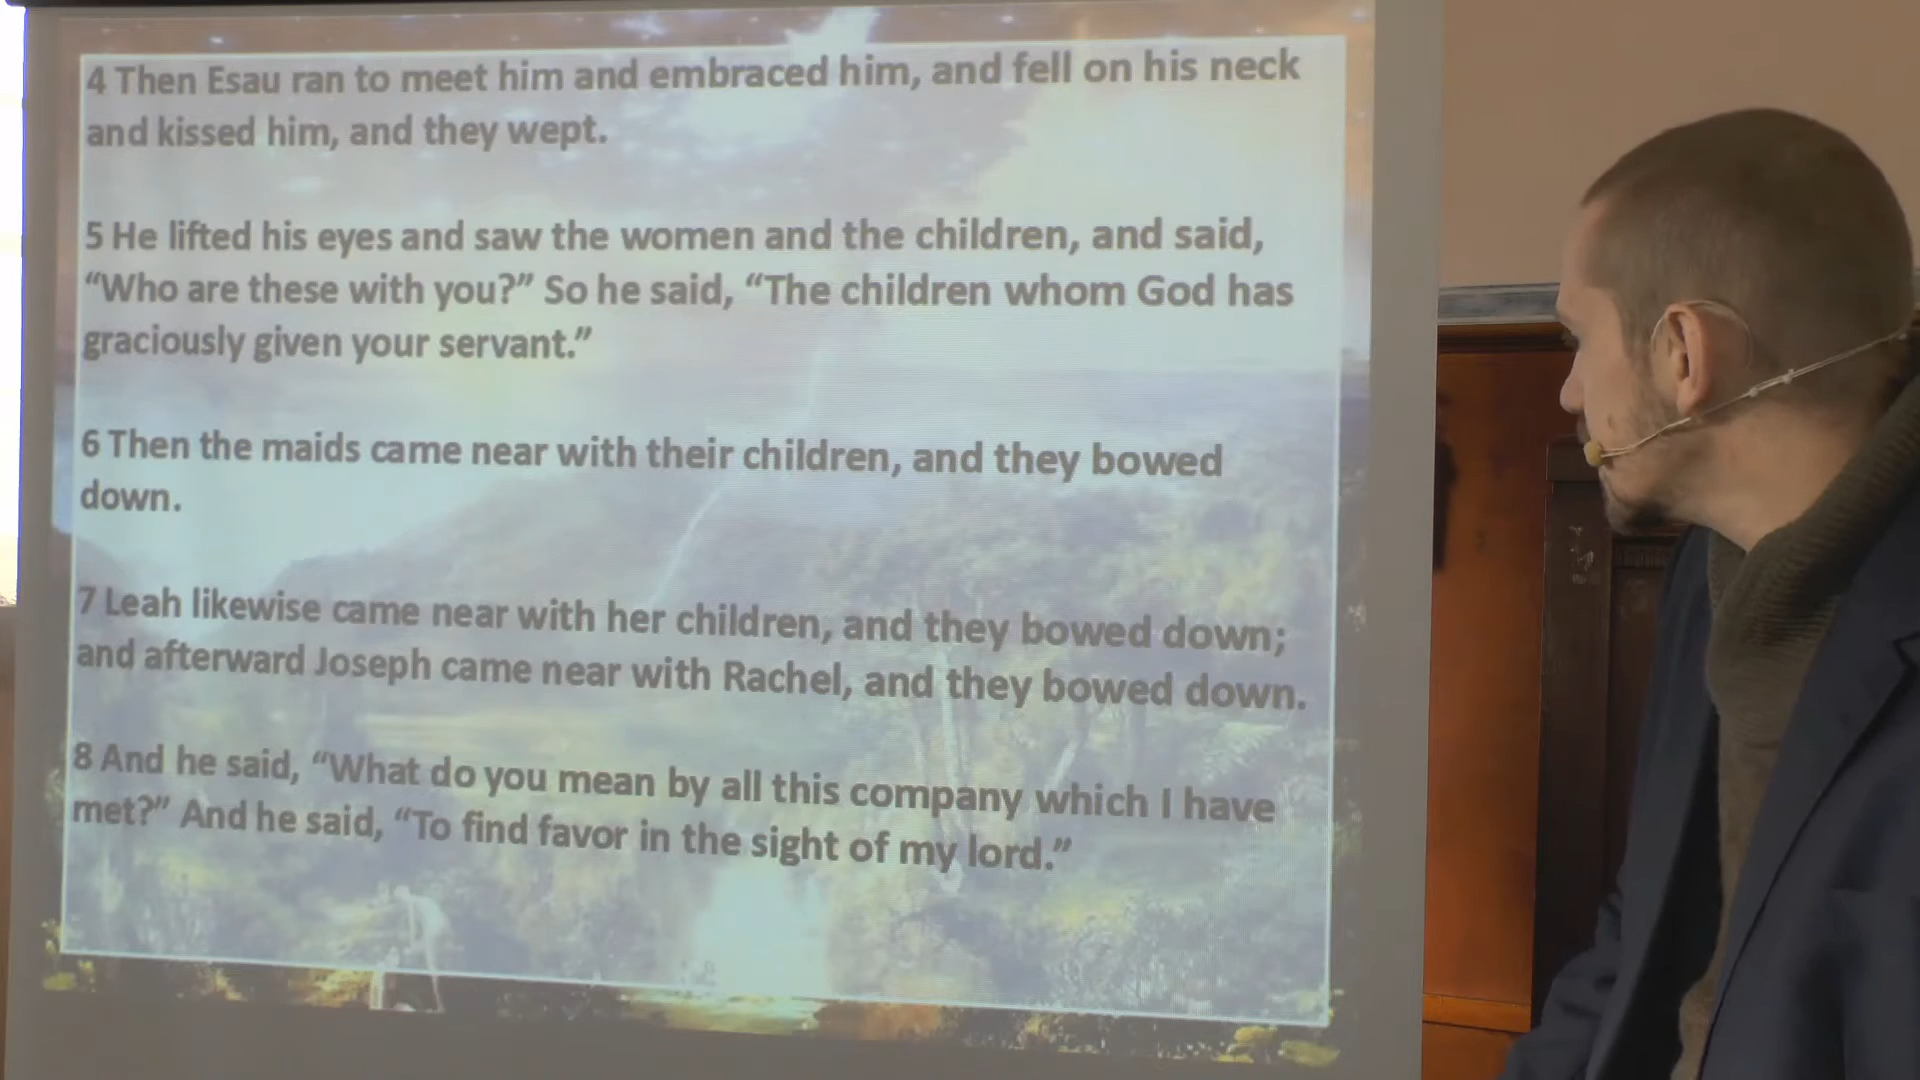 4 Then Esau ran to meet him and embraced him, and fell on his neck
and kissed him, and they wept.
5 He lifted his eyes and saw the women and the children, and said,
“Who are these with you?” So he said, “The children whom God has
graciously given your servant.”
6 Then the maids came near with their children, and they bowed
down.
7 Leah likewise came near with her children, and they bowed down;
and afterward Joseph came near with Rachel, and they bowed down.
8 And he said, “What do you mean by all this company which I have
met?” And he said, “To find favor in the sight of my lord.”